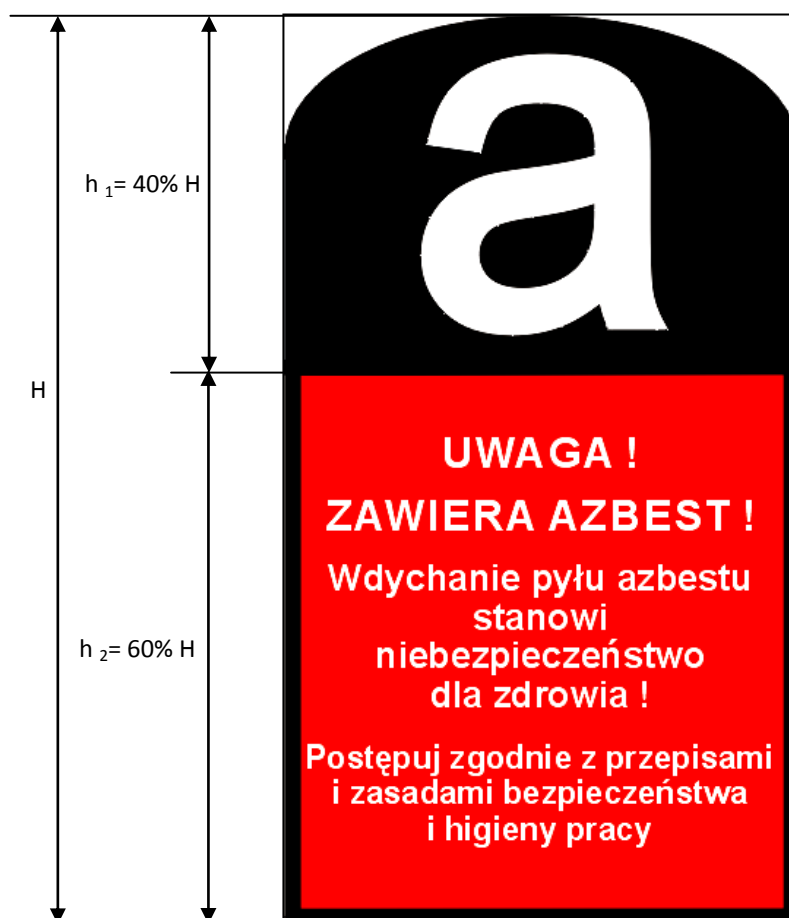 a
h 1= 40% H
H
UWAGA !
ZAWIERA AZBEST !
Wdychanie pyłu azbestu
stanowi
niebezpieczeństwo
dla zdrowia !
h 2= 60% H
Postępuj zgodnie z przepisami
i zasadami bezpieczeństwa
i higieny pracy